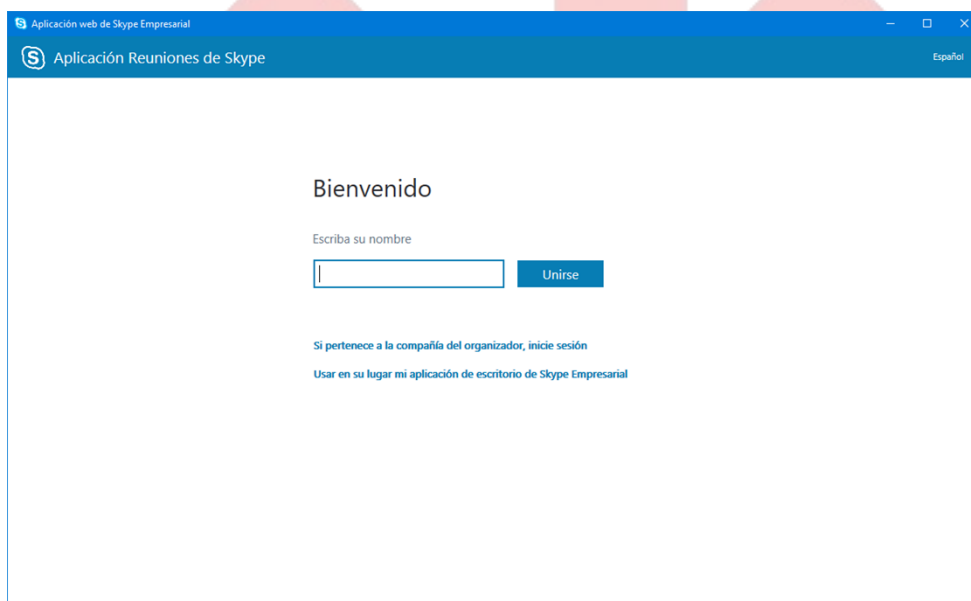 Aplicación web de Skype Empresarial
Aplicación Reuniones de Skype
Español
Bienvenido
Escriba su nombre
Unirse
Si pertenece a la compañía del organizador, inicie sesión
Usar en su lugar mi aplicación de escritorio de Skype Empresarial